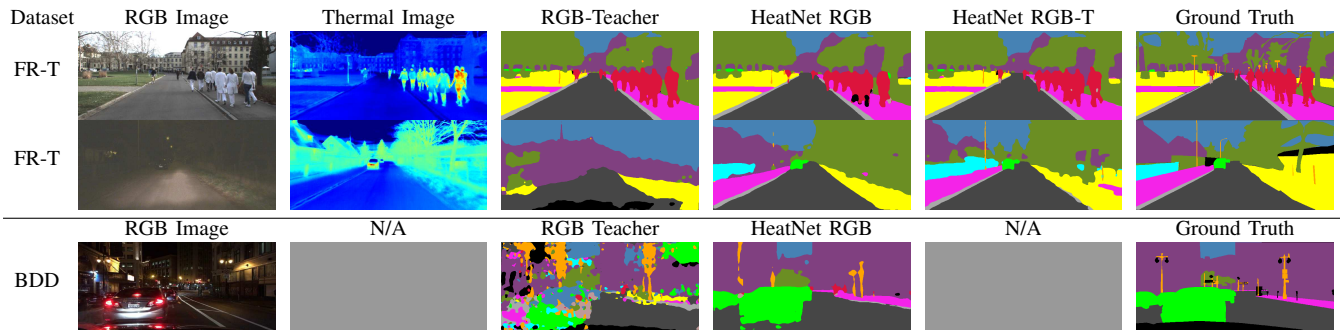 Dataset RGB Image Thermal Image RGB-Teacher HeatNet RGB HeatNet RGB-T Ground Truth
FR-T
FR-T
RGB Image N/A RGB Teacher HeatNet RGB N/A Ground Truth
BDD